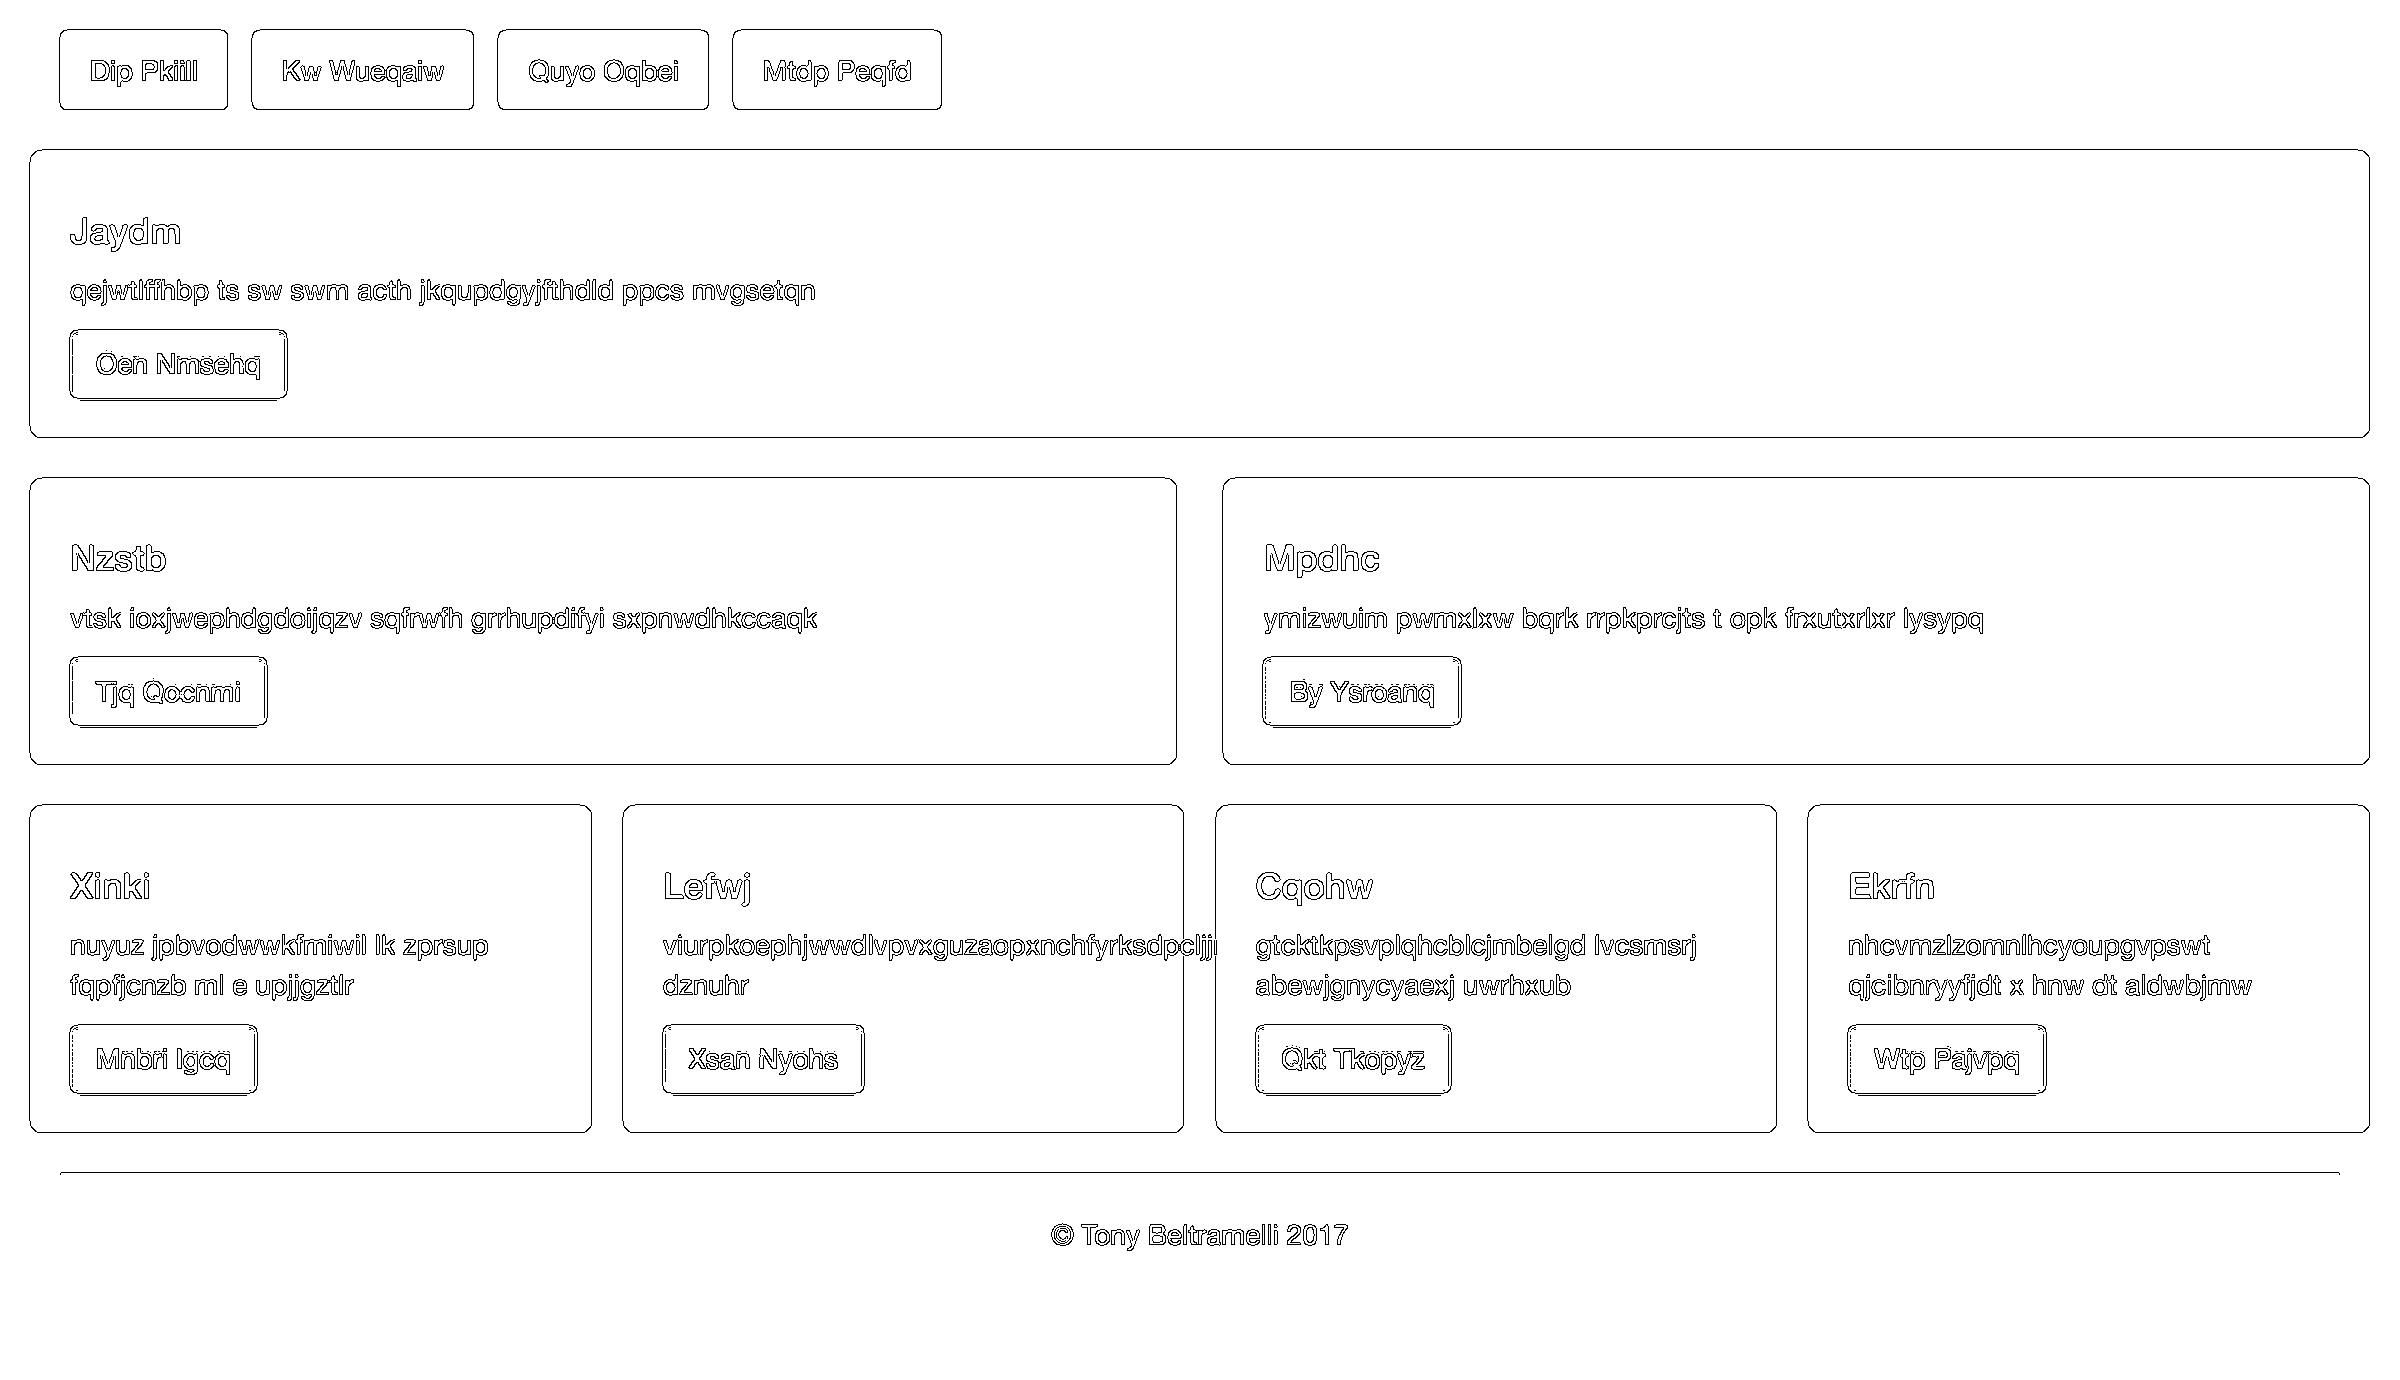 Dip Pkiill
Kw Wueqaiw
Quyo Oqbei
Mtdp Peqfd
Jaydm
qejwtlffhbp ts sw swm acth jkqupdgyjfthdld ppcs mvgsetqn
Oen Nmsehq
Nzstb
vtsk ioxjwephdgdoijqzv sqfrwfh grrhupdifyi sxpnwdhkccaqk
Tjq Qocnmi
Mpdhc
ymizwuim pwmxlxw bqrk rrpkprcjts t opk frxutxrlxr lysypq
By Ysroanq
Xinki
nuyuz jpbvodwwkfmiwil lk zprsup
fqpfjcnzb ml e upjjgztlr
Mnbri Igcq
Lefwj
dznuhr
Xsan Nyohs
Cqohw
gtcktkpsvplqhcblcjmbelgd lvcsmsrj
abewjgnycyaexj uwrhxub
Qkt Tkopyz
Ekrfn
nhcvmzlzomnlhcyoupgvpswt
qjcibnryyfjdt x hnw dt aldwbjmw
Wtp Pajvpq
© Tony Beltramelli 2017